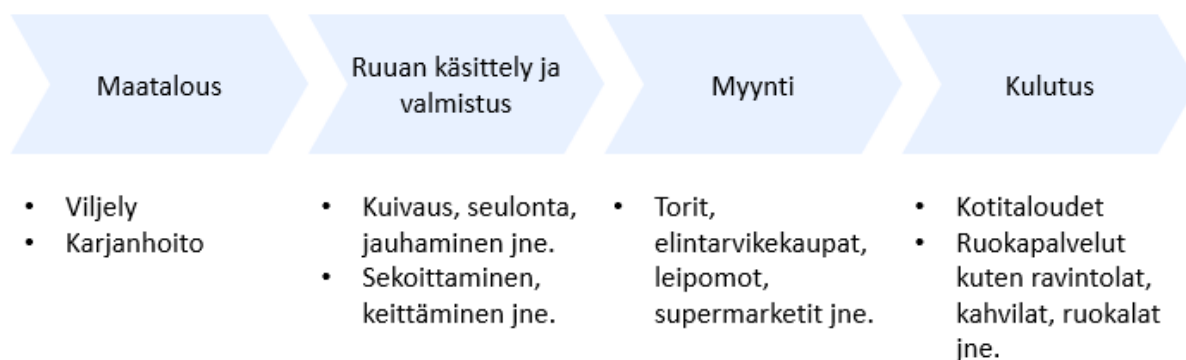 Maatalous
Ruuan käsittely ja
valmistus
Myynti
Kulutus
• Viljely
• Karjanhoito
• Kuivaus, seulonta,
jauhaminen jne.
• Sekoittaminen,
keittäminen jne.
• Torit,
elintarvikekaupat,
leipomot,
supermarketit jne.
• Kotitaloudet
• Ruokapalvelut
kuten ravintolat,
kahvilat, ruokalat
jne.